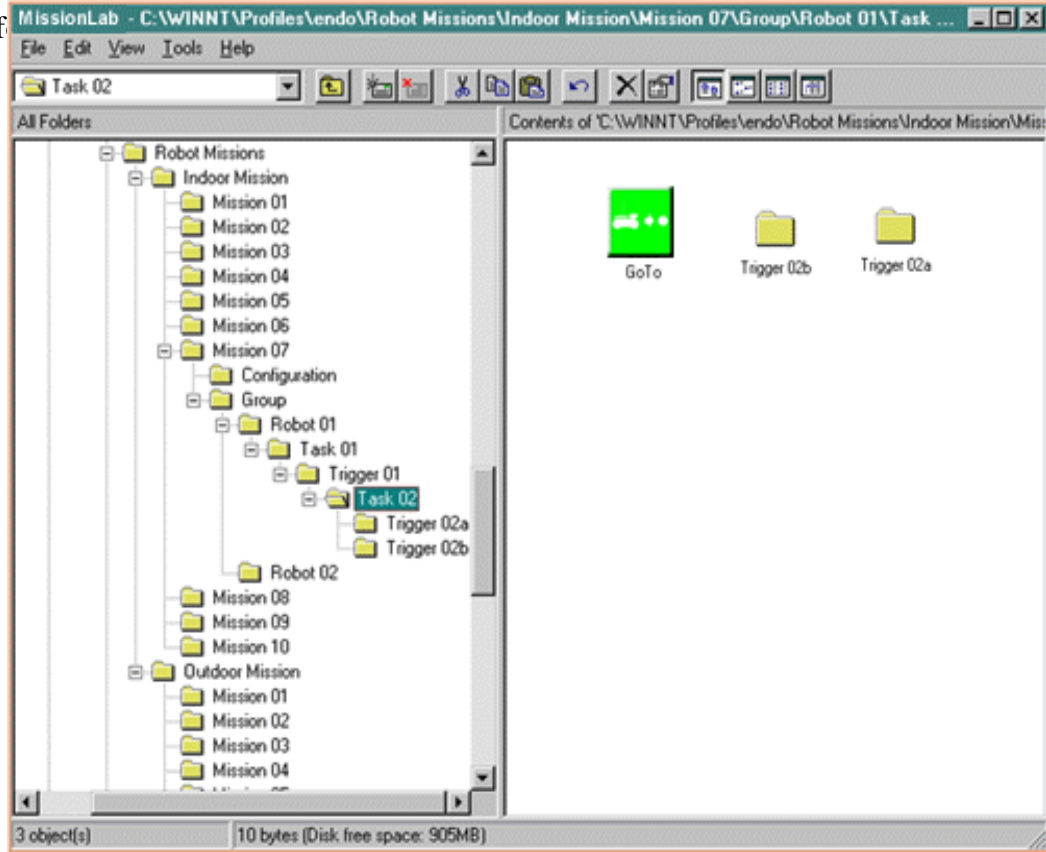 MissionLab - C:\WINNT\Profiles\endo\Robot Missions\Indoor Mission\Mission 07\Group\Robot 01\Task ...
File Edit View Tools Help
Task 02
All Folders
Contents of 'C:\WINNT\Profiles\endo\Robot Missions\Indoor Mission\Miss
Robot Missions
Indoor Mission
Mission 01
Mission 02
Mission 03
Mission 04
Mission 05
Mission 06
Mission 07
Configuration
Group
Robot 01
Task 01
Trigger 01
Task 02
Trigger 02a
Trigger 02b
Robot 02
Mission 08
Mission 09
Mission 10
Outdoor Mission
Mission 01
Mission 02
Mission 03
Mission 04
GoTo
Trigger 02b
Trigger 02a
3 object(s)
10 bytes (Disk free space: 905MB)